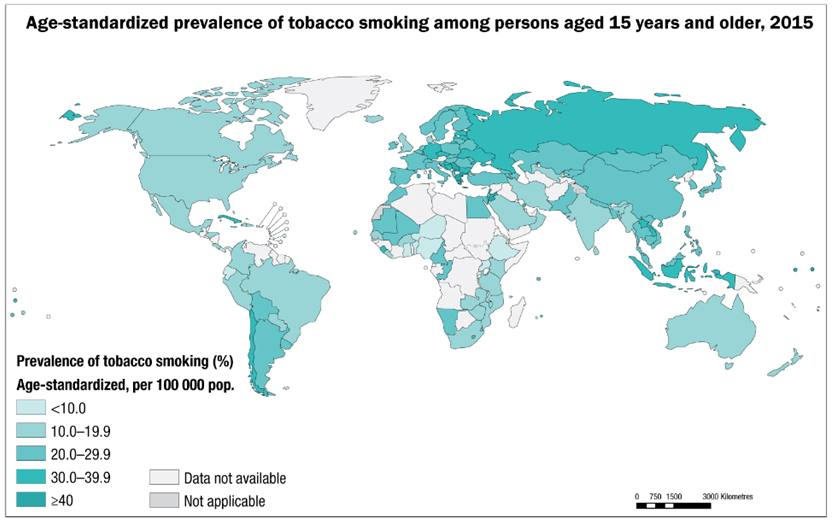 Age-standardized prevalence of tobacco smoking among persons aged 15 years and older, 2015
Prevalence of tobacco smoking (%)
Age-standardized, per 100 000 pop.
<10.0
10.0–19.9
20.0–29.9
30.0–39.9
≥40
Data not available
Not applicable
0 750 1500 3000 Kilometres